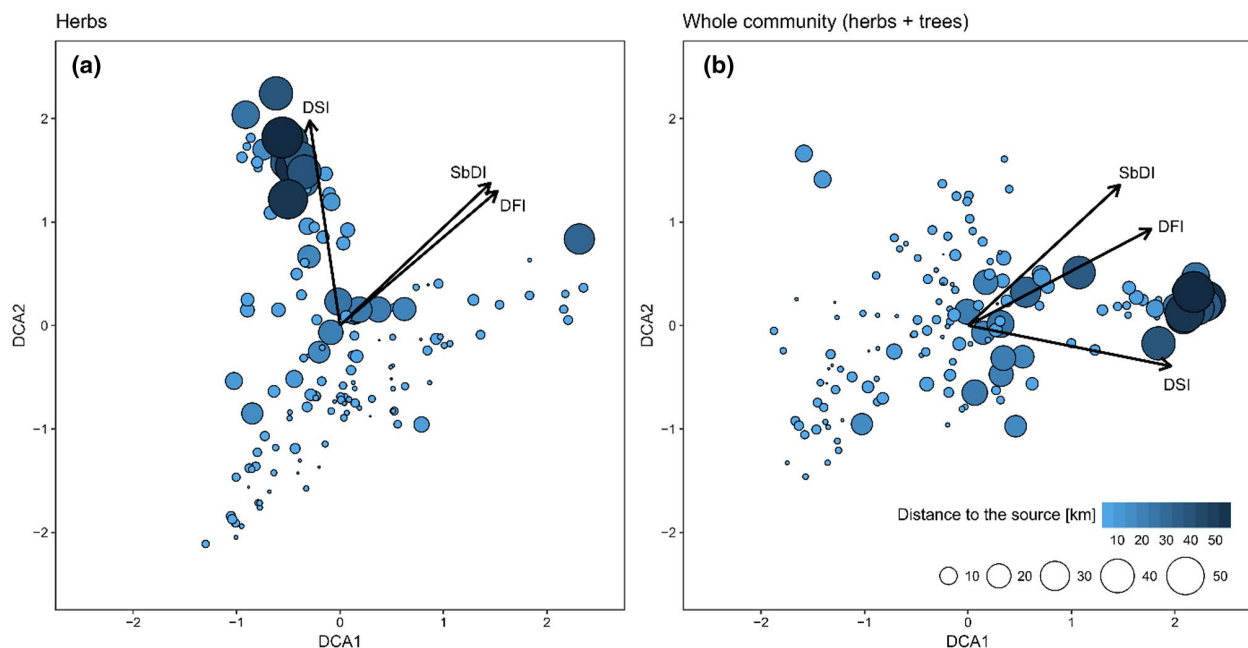 Herbs
Whole community (herbs + trees)
(a)
(b)
DSI
SbDI
DFI
SbDI
DFI
DSI
2
1
0
−1
−2
2
1
0
−1
−2
DCA2
DCA2
−2 −1 0 1 2
−2 −1 0 1 2
DCA1
DCA1
Distance to the source [km]
10 20 30 40 50
10 20 30 40 50